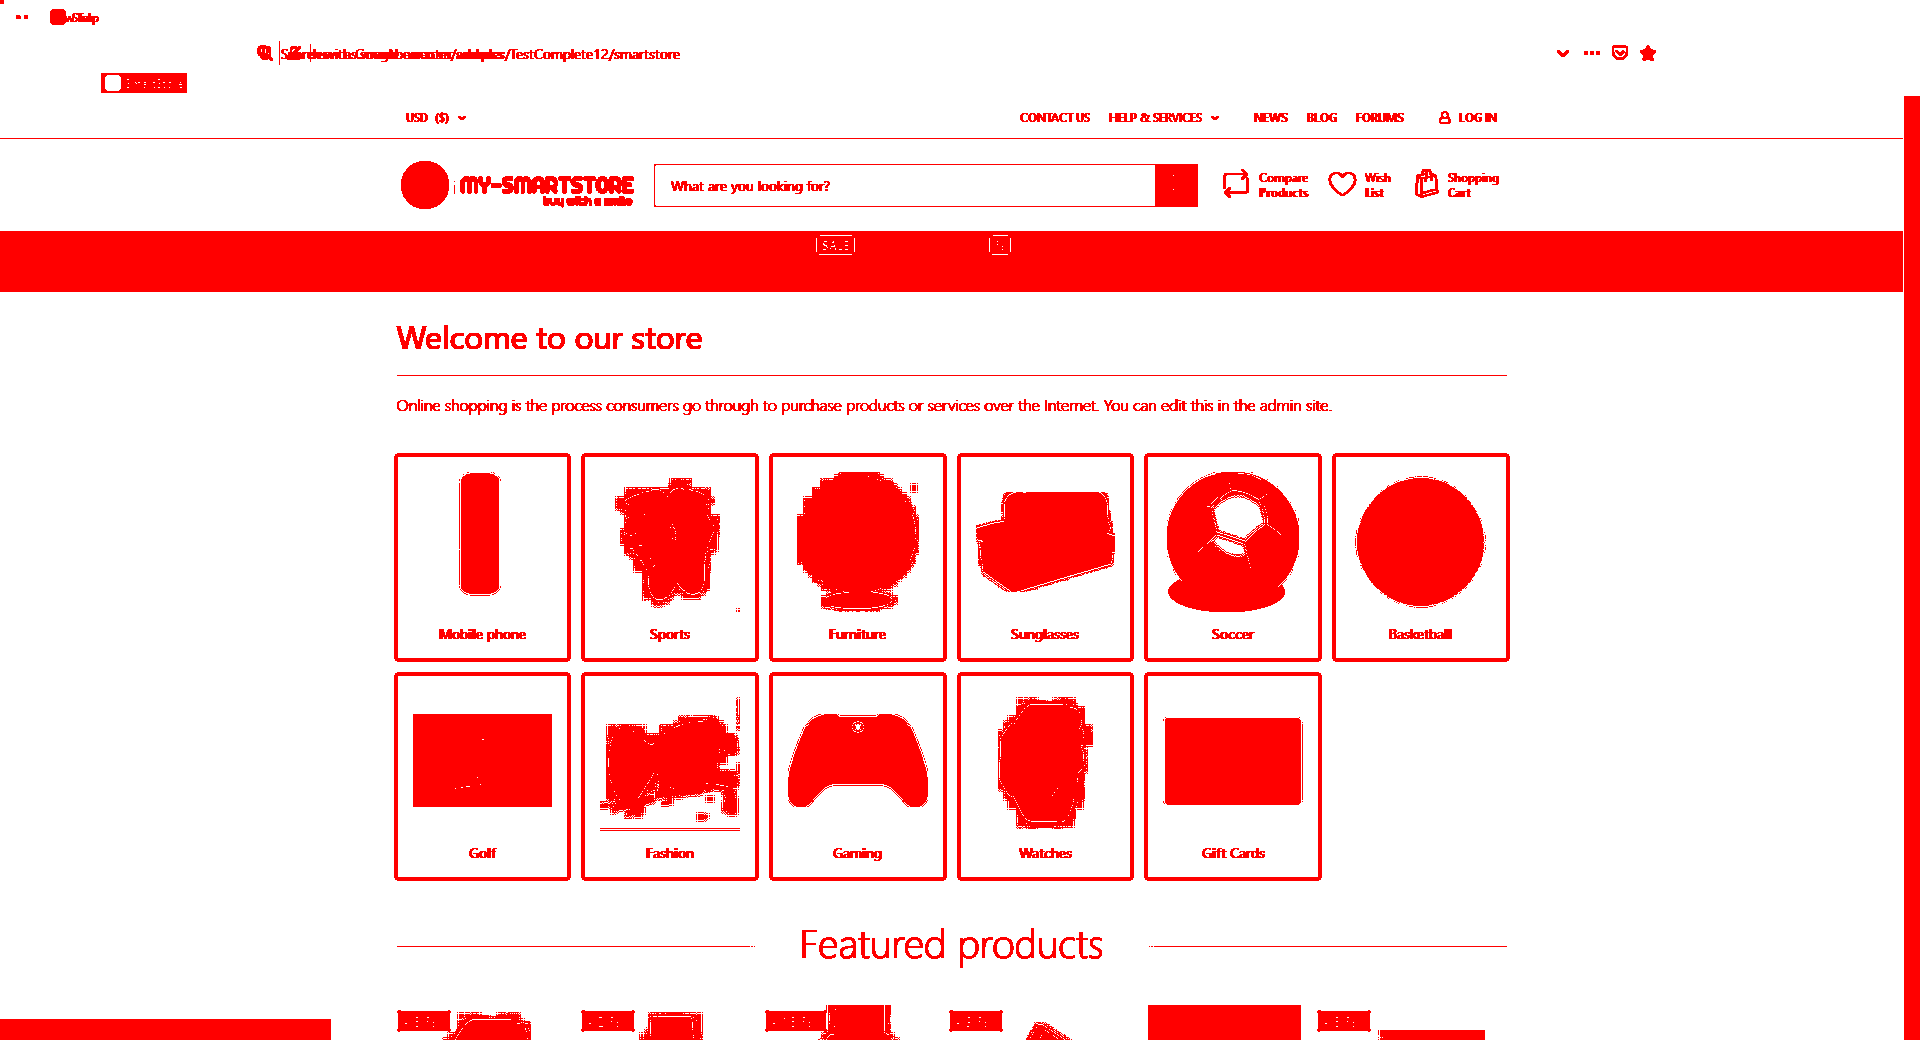 /TestComplete12/smartstore
USD ($)
CONTACT US HELP & SERVICES NEWS BLOG FORUMS LOG IN
MY-SMARTSTORE
buy with a smile
What are you looking for?
Compare Products
Wish List
Shopping Cart
SALE
%
Welcome to our store
Online shopping is the process consumers go through to purchase products or services over the Internet. You can edit this in the admin site.
Mobile phone Sports Furniture Sunglasses Soccer Basketball
Golf Fashion Gaming Watches Gift Cards
Featured products